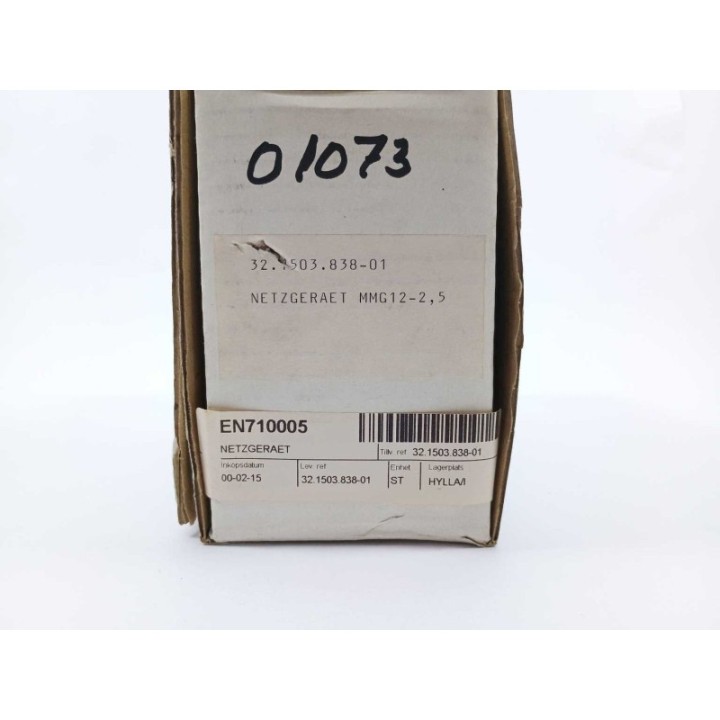 01073
32.1503.838-01
NETZGERAET MMG12-2,5
EN710005
NETZGERAET
Tillv. ref. 32.1503.838-01
Inköpsdatum Lev. ref. Enhet Lagerplats
00-02-15 32.1503.838-01 ST HYLLA/I